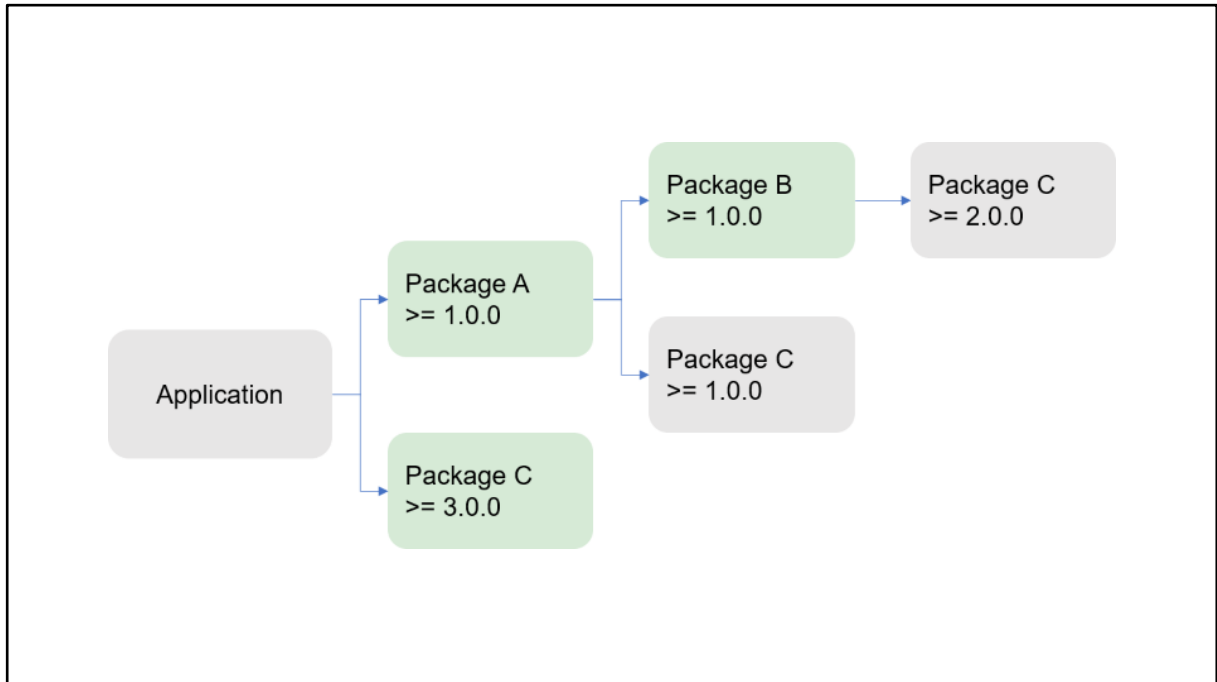 Application
Package A
>= 1.0.0
Package C
>= 3.0.0
Package B
>= 1.0.0
Package C
>= 1.0.0
Package C
>= 2.0.0